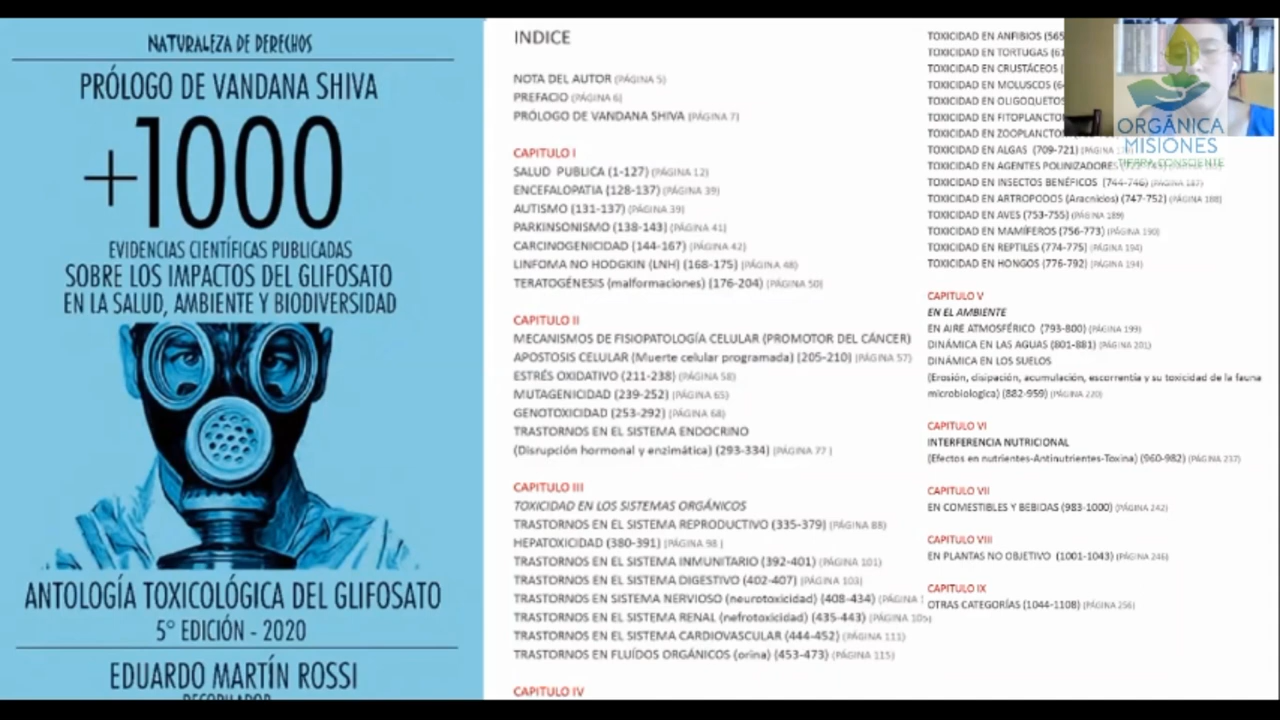 NATURALEZA DE DERECHOS
PRÓLOGO DE VANDANA SHIVA
+1000
EVIDENCIAS CIENTÍFICAS PUBLICADAS
SOBRE LOS IMPACTOS DEL GLIFOSATO
EN LA SALUD, AMBIENTE Y BIODIVERSIDAD
ANTOLOGÍA TOXICOLÓGICA DEL GLIFOSATO
5° EDICIÓN - 2020
EDUARDO MARTÍN ROSSI
INDICE
NOTA DEL AUTOR (PÁGINA 5)
PREFACIO (PÁGINA 6)
PRÓLOGO DE VANDANA SHIVA (PÁGINA 7)
CAPITULO I
SALUD PUBLICA (1-127) (PÁGINA 12)
ENCEFALOPATIA (128-137) (PÁGINA 39)
AUTISMO (131-137) (PÁGINA 39)
PARKINSONISMO (138-143) (PÁGINA 41)
CARCINOGENICIDAD (144-167) (PÁGINA 42)
LINFOMA NO HODGKIN (LNH) (168-175) (PÁGINA 48)
TERATOGÉNESIS (malformaciones) (176-204) (PÁGINA 50)
CAPITULO II
MECANISMOS DE FISIOPATOLOGÍA CELULAR (PROMOTOR DEL CÁNCER)
APOSTOSIS CELULAR (Muerte celular programada) (205-210) (PÁGINA 57)
ESTRÉS OXIDATIVO (211-238) (PÁGINA 58)
MUTAGENICIDAD (239-252) (PÁGINA 65)
GENOTOXICIDAD (253-292) (PÁGINA 68)
TRASTORNOS EN EL SISTEMA ENDOCRINO
(Disrupción hormonal y enzimática) (293-334) (PÁGINA 77 )
CAPITULO III
TOXICIDAD EN LOS SISTEMAS ORGÁNICOS
TRASTORNOS EN EL SISTEMA REPRODUCTIVO (335-379) (PÁGINA 88)
HEPATOXICIDAD (380-391) (PÁGINA 98 )
TRASTORNOS EN EL SISTEMA INMUNITARIO (392-401) (PÁGINA 101)
TRASTORNOS EN EL SISTEMA DIGESTIVO (402-407) (PÁGINA 103)
TRASTORNOS EN SISTEMA NERVIOSO (neurotoxicidad) (408-434) (PÁGINA
TRASTORNOS EN EL SISTEMA RENAL (nefrotoxicidad) (435-443) (PÁGINA 109)
TRASTORNOS EN EL SISTEMA CARDIOVASCULAR (444-452) (PÁGINA 111)
TRASTORNOS EN FLUÍDOS ORGÁNICOS (orina) (453-473) (PÁGINA 115)
CAPITULO IV
TOXICIDAD EN ANFIBIOS (565
TOXICIDAD EN TORTUGAS (61
TOXICIDAD EN CRUSTÁCEOS (
TOXICIDAD EN MOLUSCOS (6
TOXICIDAD EN OLIGOQUETOS
TOXICIDAD EN FITOPLANCTON
TOXICIDAD EN ZOOPLANCTON
TOXICIDAD EN ALGAS (709-721)
TOXICIDAD EN AGENTES POLINIZADORES
TOXICIDAD EN INSECTOS BENÉFICOS (744-746) (PÁGINA 187)
TOXICIDAD EN ARTROPODOS (Aracnidos) (747-752) (PÁGINA 188)
TOXICIDAD EN AVES (753-755) (PÁGINA 189)
TOXICIDAD EN MAMÍFEROS (756-773) (PÁGINA 190)
TOXICIDAD EN REPTILES (774-775) (PÁGINA 194)
TOXICIDAD EN HONGOS (776-792) (PÁGINA 194)
CAPITULO V
EN EL AMBIENTE
EN AIRE ATMOSFÉRICO (793-800) (PÁGINA 199)
DINÁMICA EN LAS AGUAS (801-881) (PÁGINA 201)
DINÁMICA EN LOS SUELOS
(Erosión, disipación, acumulación, escorrentia y su toxicidad de la fauna
microbiologica) (882-959) (PÁGINA 220)
CAPITULO VI
INTERFERENCIA NUTRICIONAL
(Efectos en nutrientes-Antinutrientes-Toxina) (960-982) (PÁGINA 237)
CAPITULO VII
EN COMESTIBLES Y BEBIDAS (983-1000) (PÁGINA 242)
CAPITULO VIII
EN PLANTAS NO OBJETIVO (1001-1043) (PÁGINA 246)
CAPITULO IX
OTRAS CATEGORÍAS (1044-1108) (PÁGINA 256)
ORGÁNICA
MISIONES
TIERRA CONSCIENTE